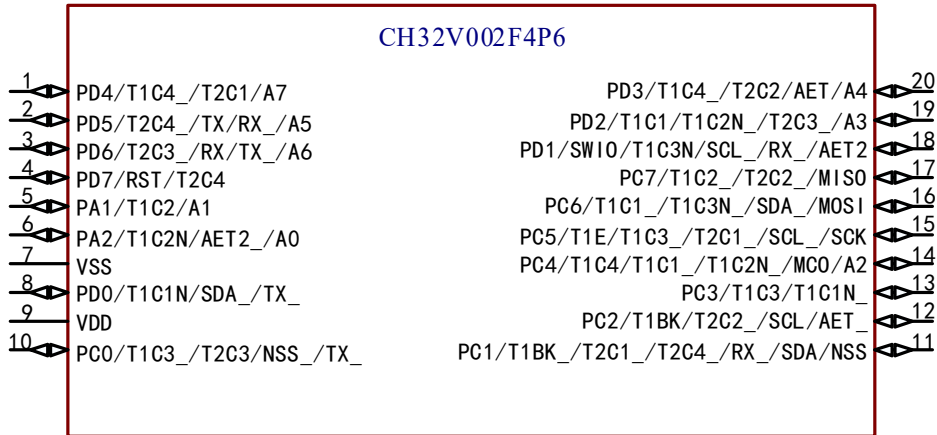 CH32V002F4P6
1 PD4/T1C4_/T2C1/A7
2 PD5/T2C4_/TX/RX_/A5
3 PD6/T2C3_/RX/TX_/A6
4 PD7/RST/T2C4
5 PA1/T1C2/A1
6 PA2/T1C2N/AET2_/A0
7 VSS
8 PD0/T1C1N/SDA_/TX_
9 VDD
10 PC0/T1C3_/T2C3/NSS_/TX_
PD3/T1C4_/T2C2/AET/A4 20
PD2/T1C1/T1C2N_/T2C3_/A3 19
PD1/SWIO/T1C3N/SCL_/RX_/AET2 18
PC7/T1C2_/T2C2_/MISO 17
PC6/T1C1_/T1C3N_/SDA_/MOSI 16
PC5/T1E/T1C3_/T2C1_/SCL_/SCK 15
PC4/T1C4/T1C1_/T1C2N_/MCO/A2 14
PC3/T1C3/T1C1N_ 13
PC2/T1BK/T2C2_/SCL/AET_ 12
PC1/T1BK_/T2C1_/T2C4_/RX_/SDA/NSS 11